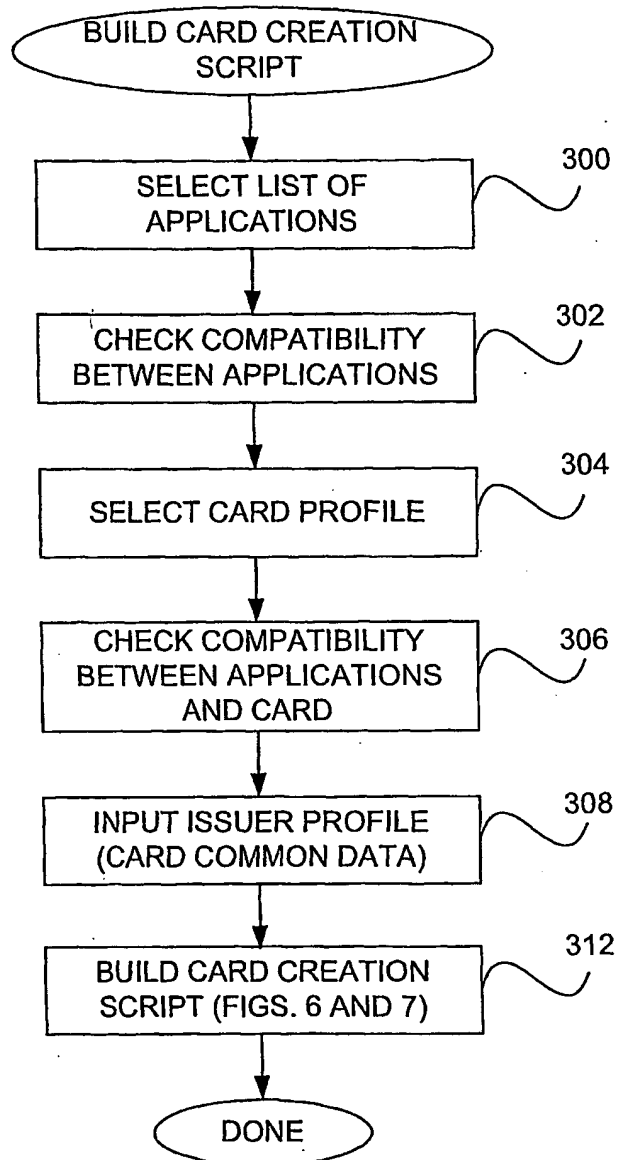 BUILD CARD CREATION
SCRIPT
300
SELECT LIST OF
APPLICATIONS
302
CHECK COMPATIBILITY
BETWEEN APPLICATIONS
304
SELECT CARD PROFILE
306
CHECK COMPATIBILITY
BETWEEN APPLICATIONS
AND CARD
308
INPUT ISSUER PROFILE
(CARD COMMON DATA)
312
BUILD CARD CREATION
SCRIPT (FIGS. 6 AND 7)
DONE